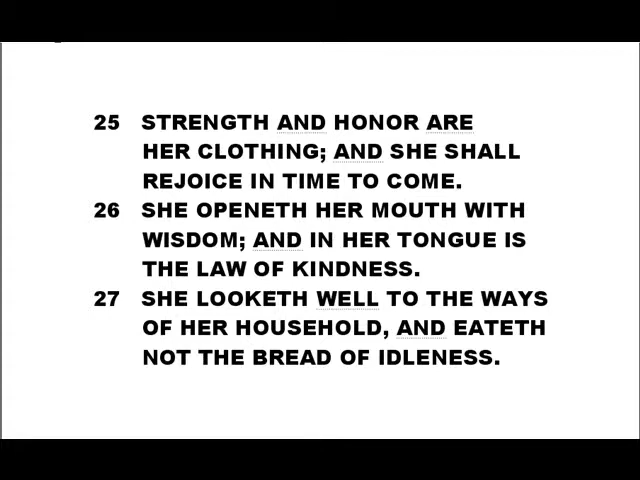 25 STRENGTH AND HONOR ARE
HER CLOTHING; AND SHE SHALL
REJOICE IN TIME TO COME.
26 SHE OPENETH HER MOUTH WITH
WISDOM; AND IN HER TONGUE IS
THE LAW OF KINDNESS.
27 SHE LOOKETH WELL TO THE WAYS
OF HER HOUSEHOLD, AND EATETH
NOT THE BREAD OF IDLENESS.